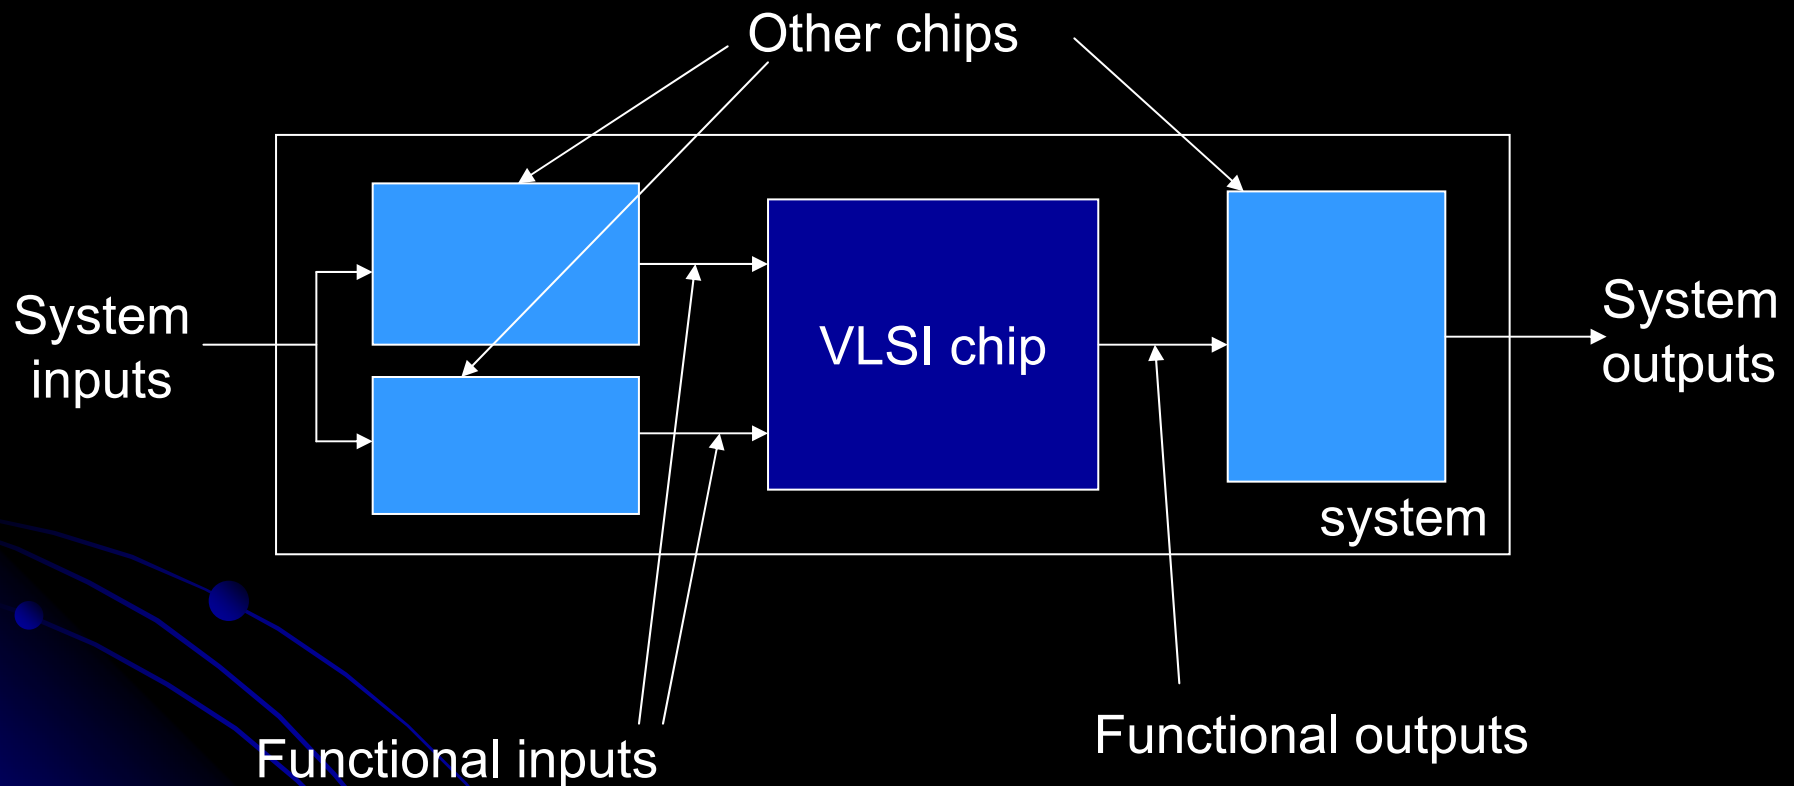 Other chips
System
inputs
VLSI chip
System
outputs
system
Functional inputs
Functional outputs